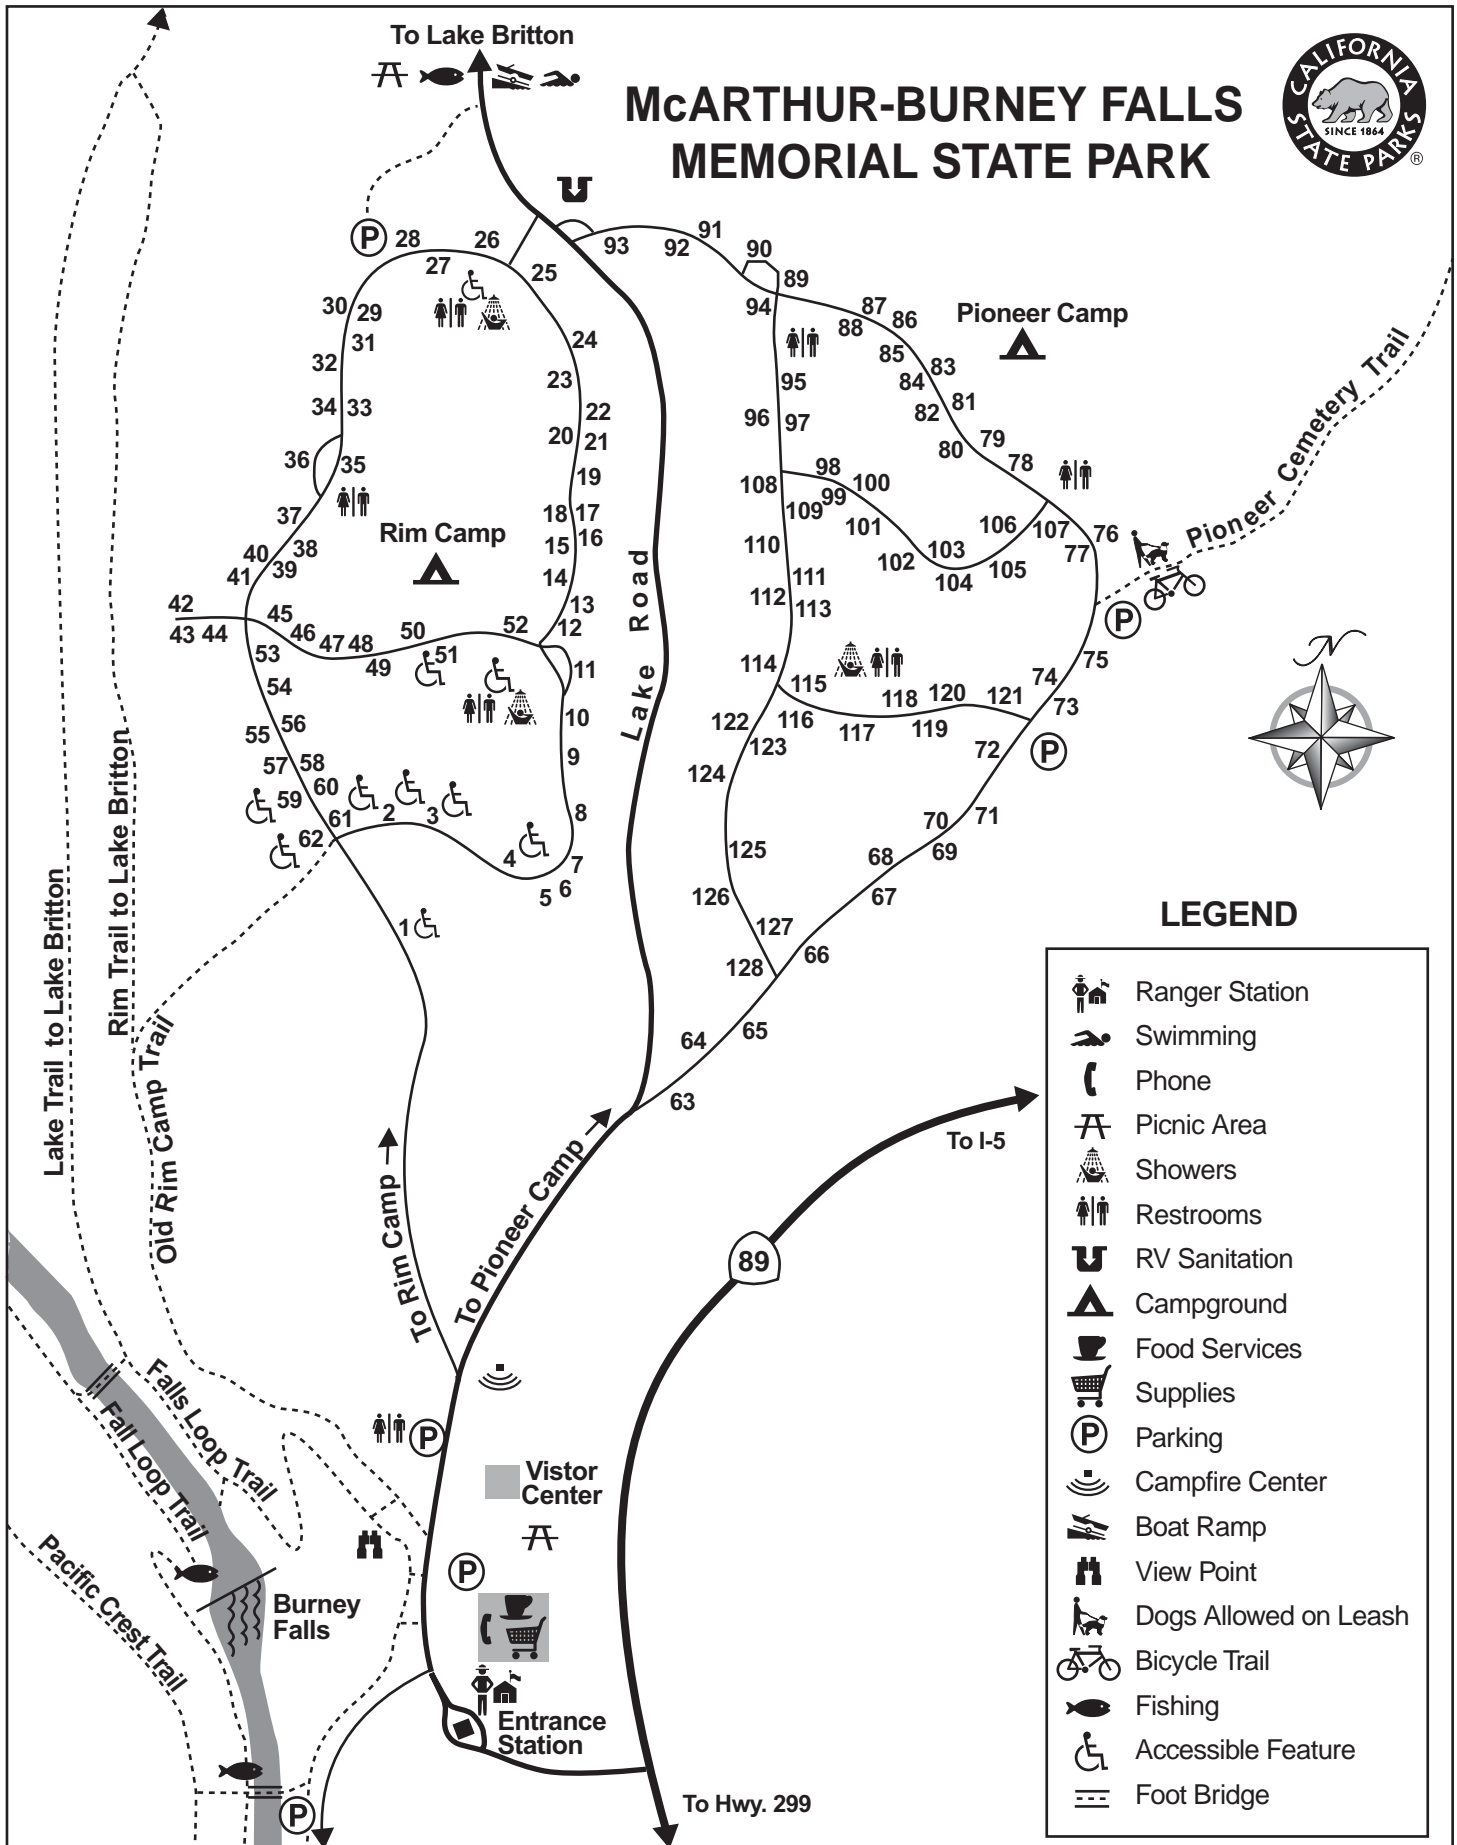 To Lake Britton
McARTHUR-BURNEY FALLS
MEMORIAL STATE PARK
CALIFORNIA
STATE PARKS
SINCE 1864
®
P
28
26
27
25
30
29
31
32
24
23
34
33
22
20
21
36
35
19
37
18
17
16
15
38
40
39
41
14
13
12
Rim Camp
42
43
44
45
46
47
48
49
50
51
52
53
54
11
10
9
55
56
57
58
59
60
61
62
2
3
4
5
6
7
8
1
Lake Road
93
92
91
90
89
94
87
88
86
85
83
84
81
82
79
80
78
Pioneer Camp
95
96
97
98
99
100
108
109
101
102
103
104
105
106
107
76
77
110
111
112
113
114
115
116
117
118
119
120
121
P
75
74
73
72
P
122
123
124
125
126
127
128
71
70
69
68
67
66
65
64
63
Pioneer Cemetery Trail
N
Lake Trail to Lake Britton
Rim Trail to Lake Britton
Old Rim Camp Trail
To Rim Camp
To Pioneer Camp
To I-5
89
Falls Loop Trail
Fall Loop Trail
Pacific Crest Trail
P
Vistor
Center
P
Burney
Falls
Entrance
Station
P
To Hwy. 299
LEGEND
Ranger Station
Swimming
Phone
Picnic Area
Showers
Restrooms
RV Sanitation
Campground
Food Services
Supplies
P Parking
Campfire Center
Boat Ramp
View Point
Dogs Allowed on Leash
Bicycle Trail
Fishing
Accessible Feature
Foot Bridge